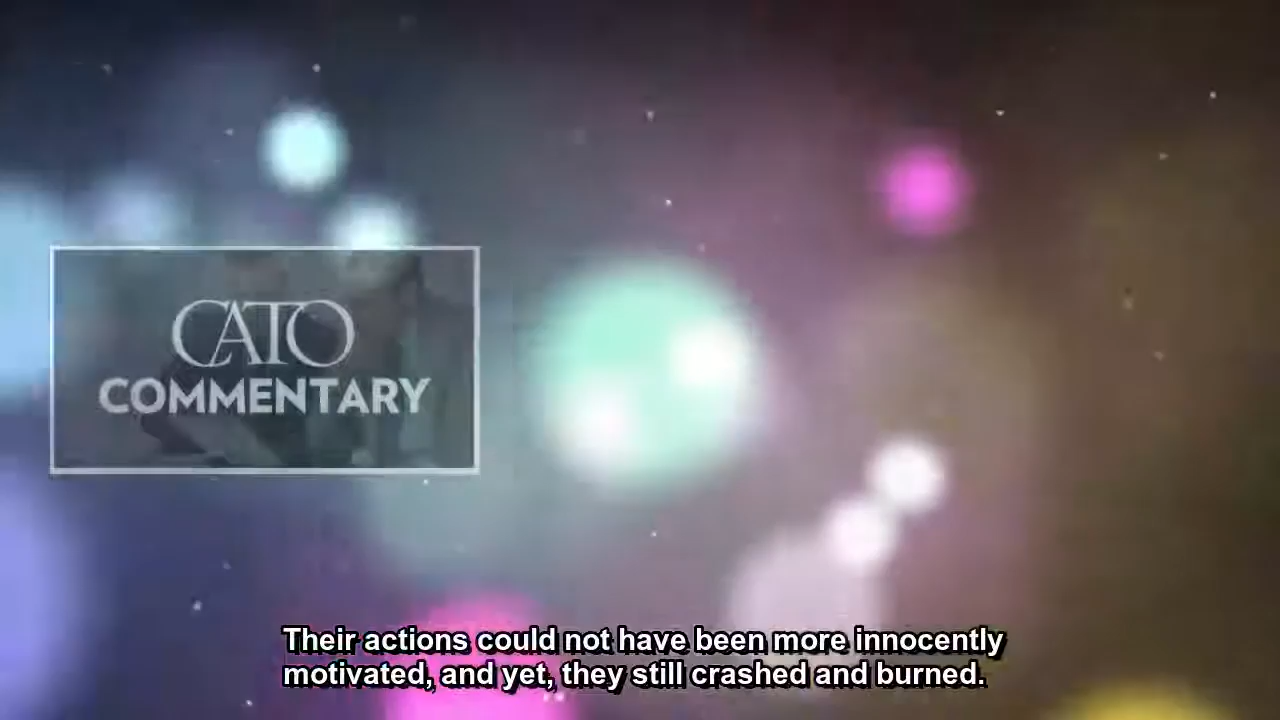 CATO
COMMENTARY
Their actions could not have been more innocently
motivated, and yet, they still crashed and burned.